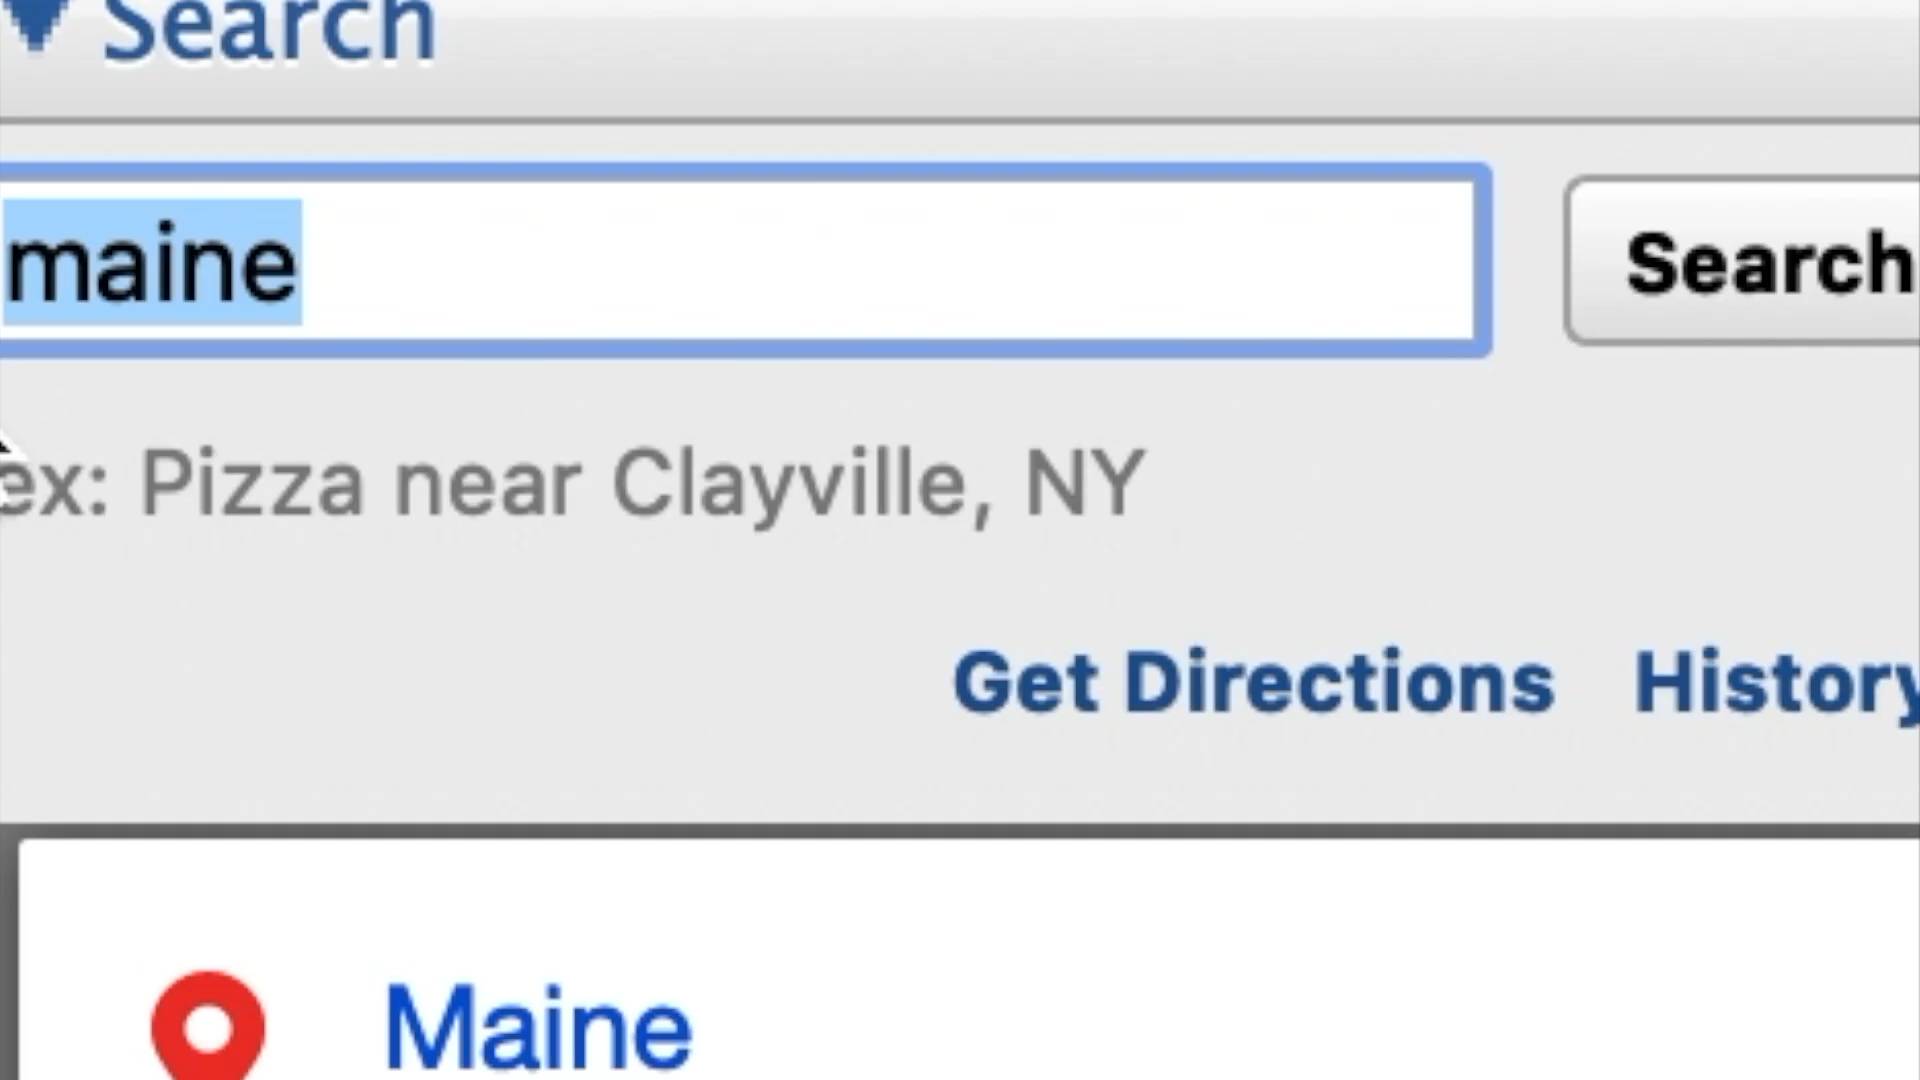 Search
maine
Search
ex: Pizza near Clayville, NY
Get Directions History
Maine